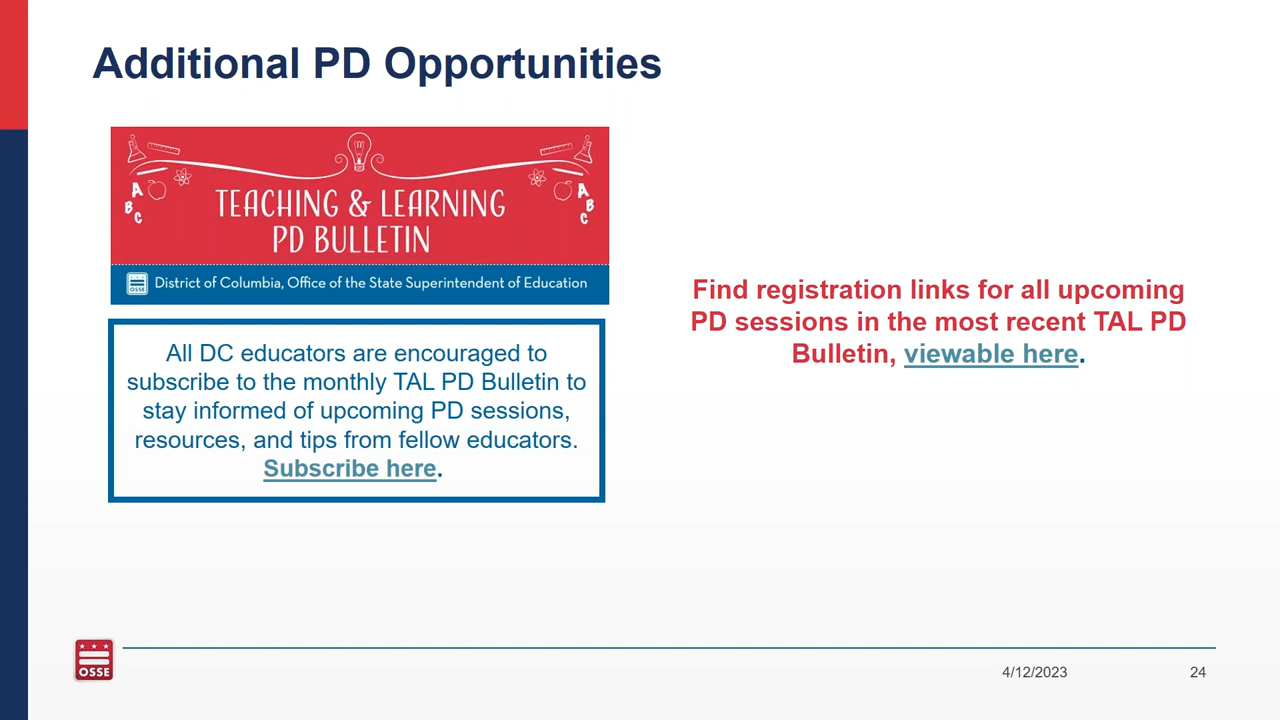 Additional PD Opportunities
A
B
C
A
B
C
TEACHING & LEARNING
PD BULLETIN
OSSE
District of Columbia, Office of the State Superintendent of Education
All DC educators are encouraged to
subscribe to the monthly TAL PD Bulletin to
stay informed of upcoming PD sessions,
resources, and tips from fellow educators.
Subscribe here.
Find registration links for all upcoming
PD sessions in the most recent TAL PD
Bulletin, viewable here.
OSSE
4/12/2023
24